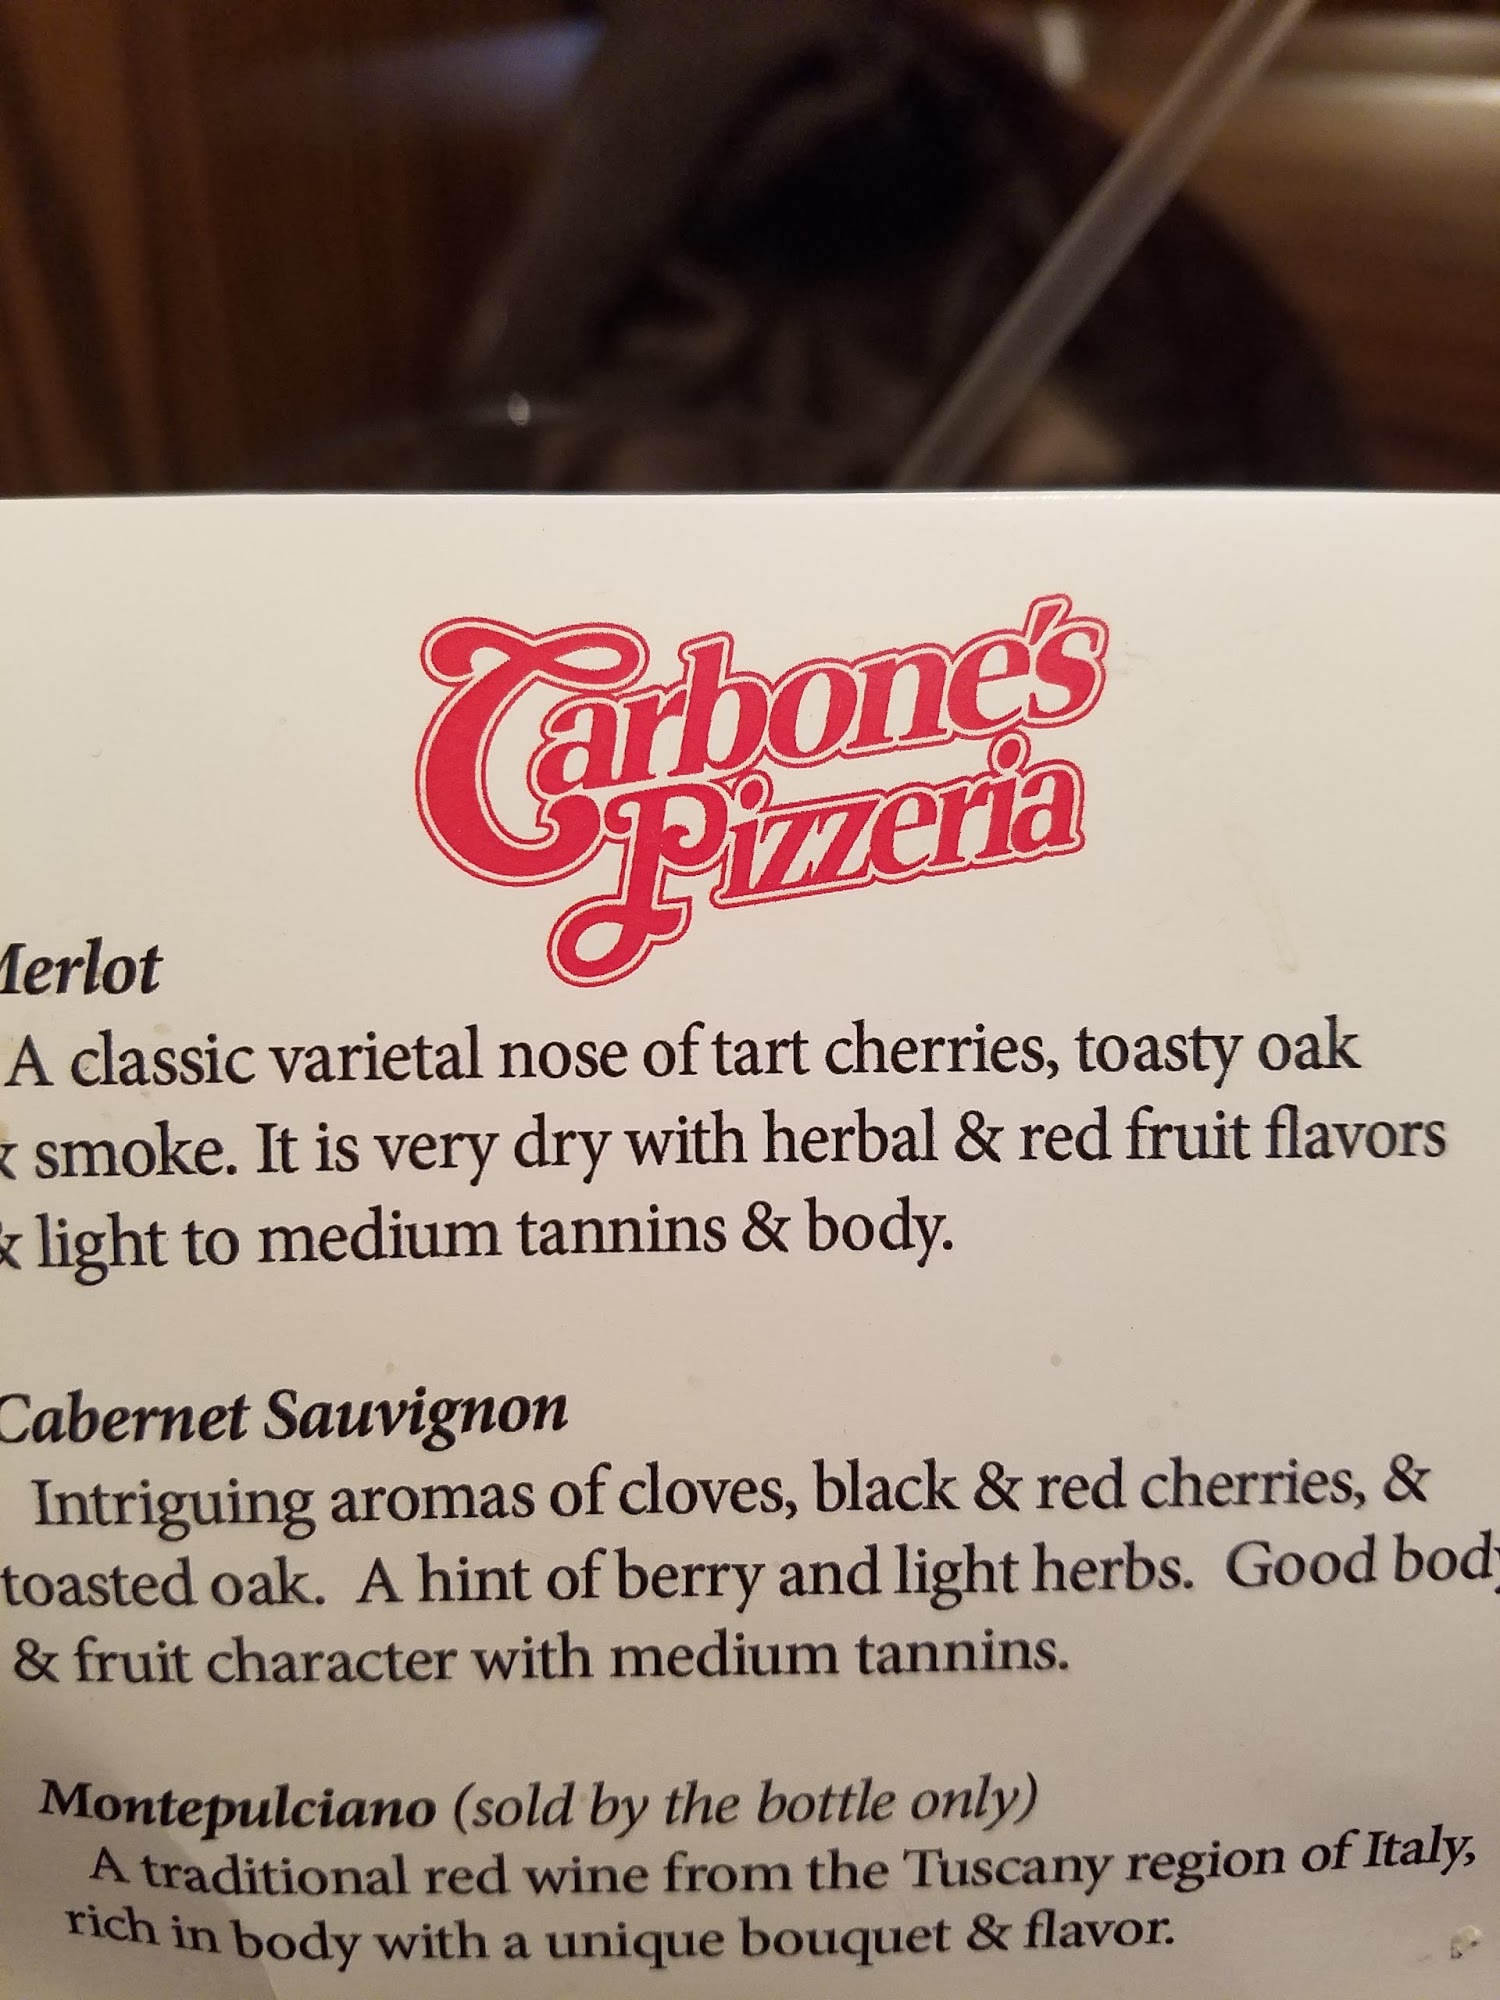 Carbone's
Pizzeria
Merlot
A classic varietal nose of tart cherries, toasty oak
& smoke. It is very dry with herbal & red fruit flavors
& light to medium tannins & body.
Cabernet Sauvignon
Intriguing aromas of cloves, black & red cherries, &
toasted oak. A hint of berry and light herbs. Good body
& fruit character with medium tannins.
Montepulciano (sold by the bottle only)
A traditional red wine from the Tuscany region of Italy,
rich in body with a unique bouquet & flavor.